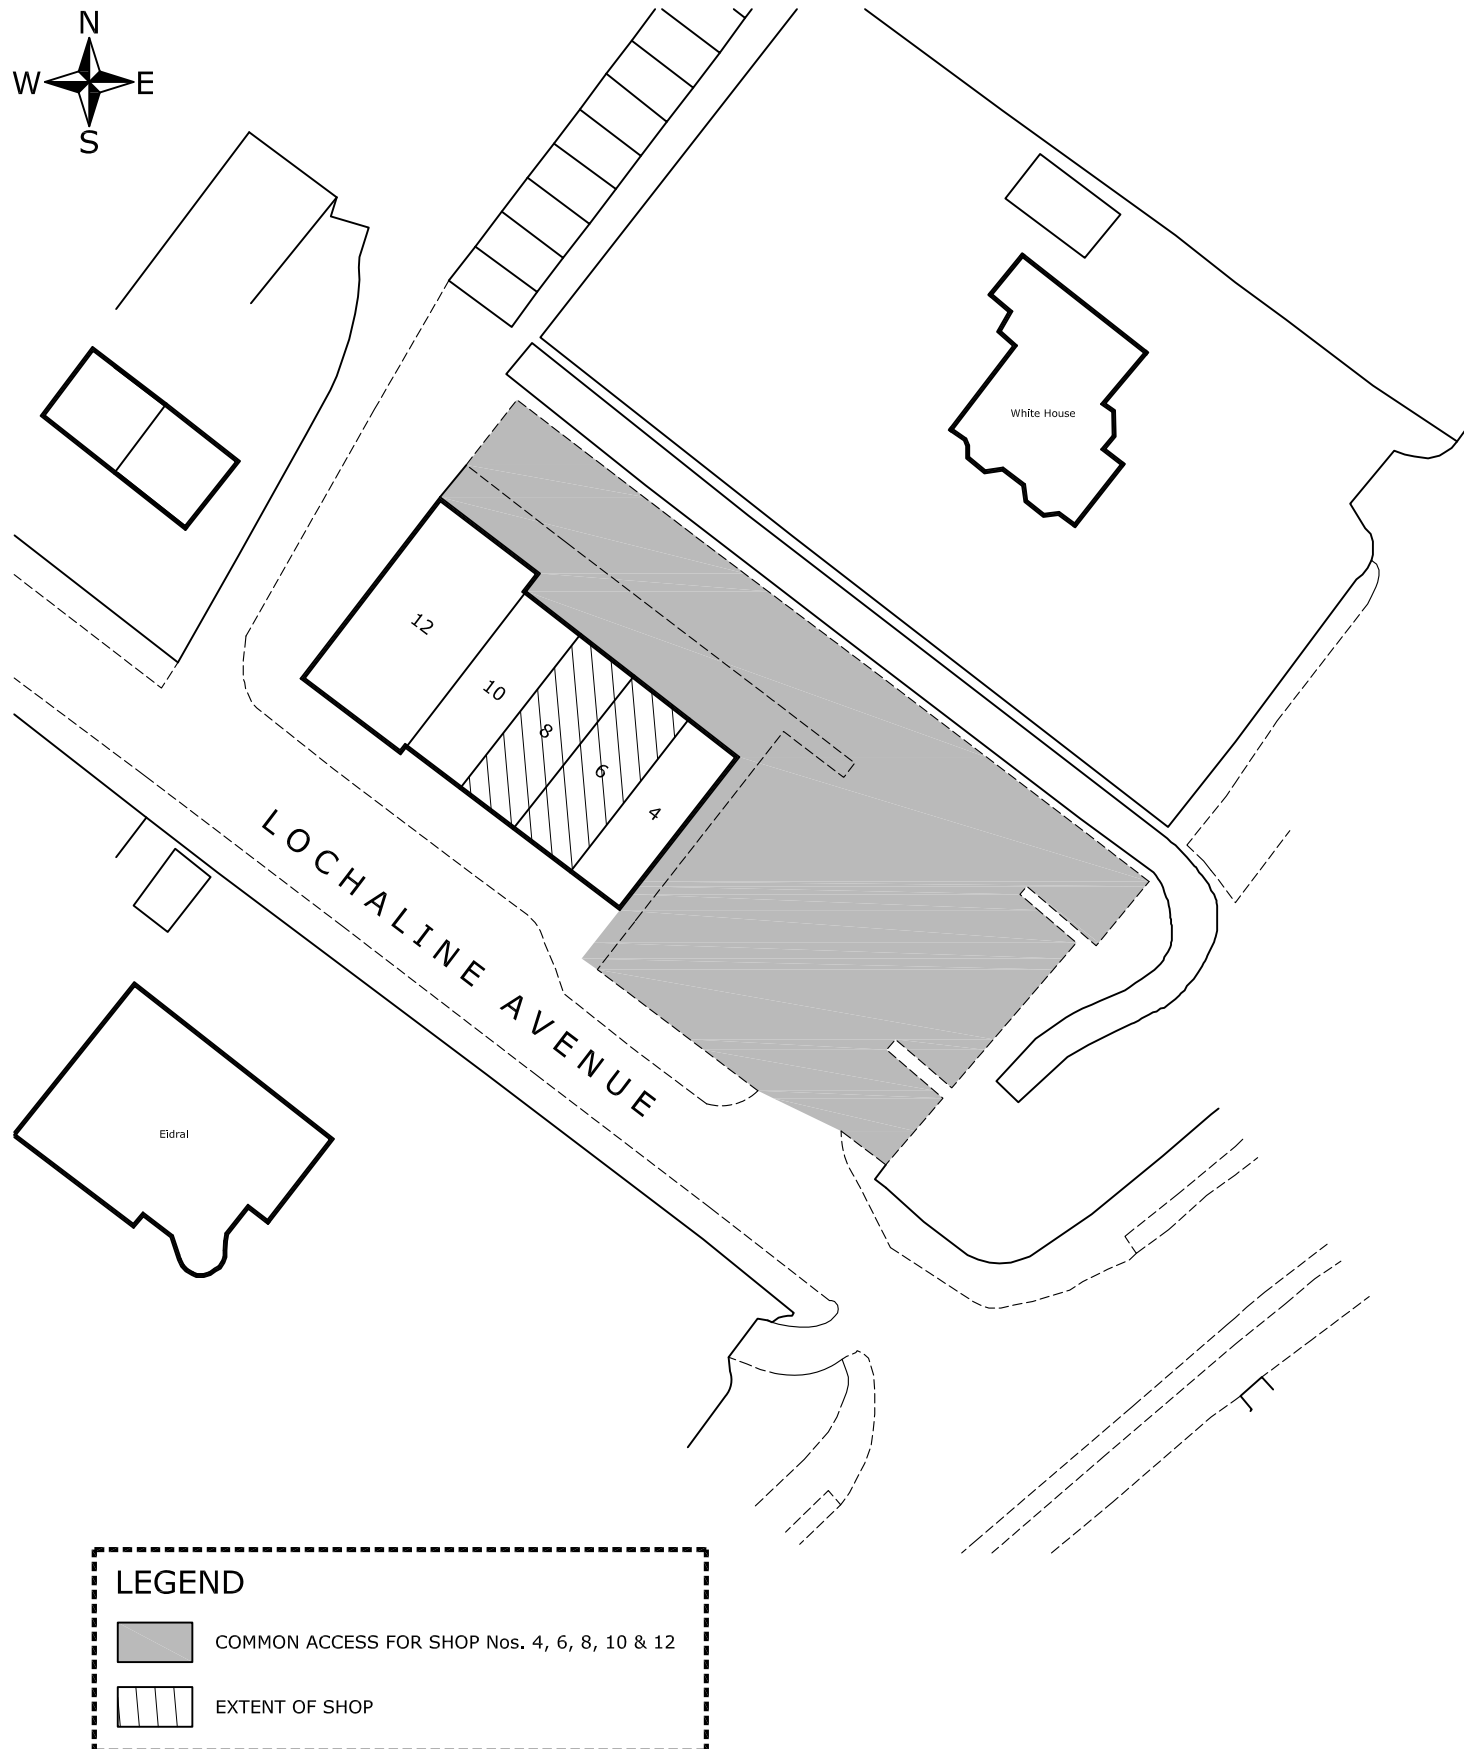 N
W E
S
White House
12
10
8
6
4
LOCHALINE AVENUE
Eidral
LEGEND
COMMON ACCESS FOR SHOP Nos. 4, 6, 8, 10 & 12
EXTENT OF SHOP